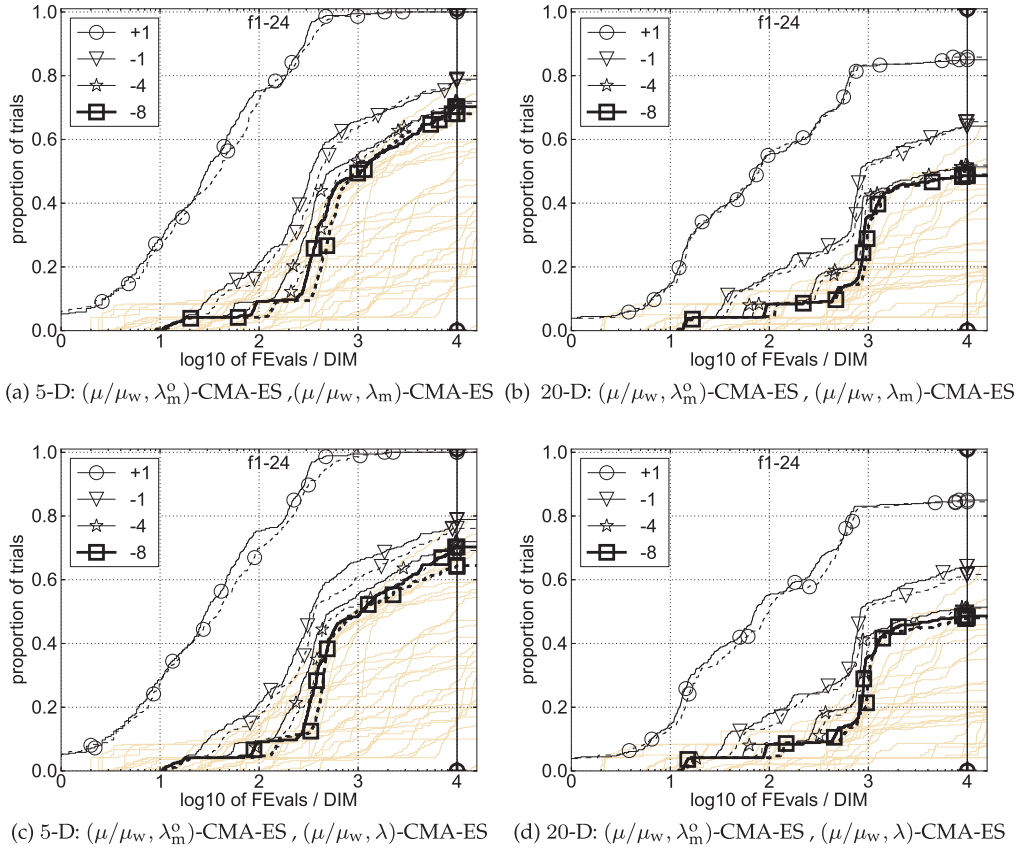 f1-24
+1
-1
-4
-8
1.0
0.8
0.6
0.4
0.2
0.0
proportion of trials
0 1 2 3 4
log10 of FEvals / DIM
(a) 5-D: (μ/μw, λm^o)-CMA-ES ,(μ/μw, λm)-CMA-ES
f1-24
+1
-1
-4
-8
1.0
0.8
0.6
0.4
0.2
0.0
proportion of trials
0 1 2 3 4
log10 of FEvals / DIM
(b) 20-D: (μ/μw, λm^o)-CMA-ES , (μ/μw, λm)-CMA-ES
f1-24
+1
-1
-4
-8
1.0
0.8
0.6
0.4
0.2
0.0
proportion of trials
0 1 2 3 4
log10 of FEvals / DIM
(c) 5-D: (μ/μw, λm^o)-CMA-ES , (μ/μw, λ)-CMA-ES
f1-24
+1
-1
-4
-8
1.0
0.8
0.6
0.4
0.2
0.0
proportion of trials
0 1 2 3 4
log10 of FEvals / DIM
(d) 20-D: (μ/μw, λm^o)-CMA-ES , (μ/μw, λ)-CMA-ES